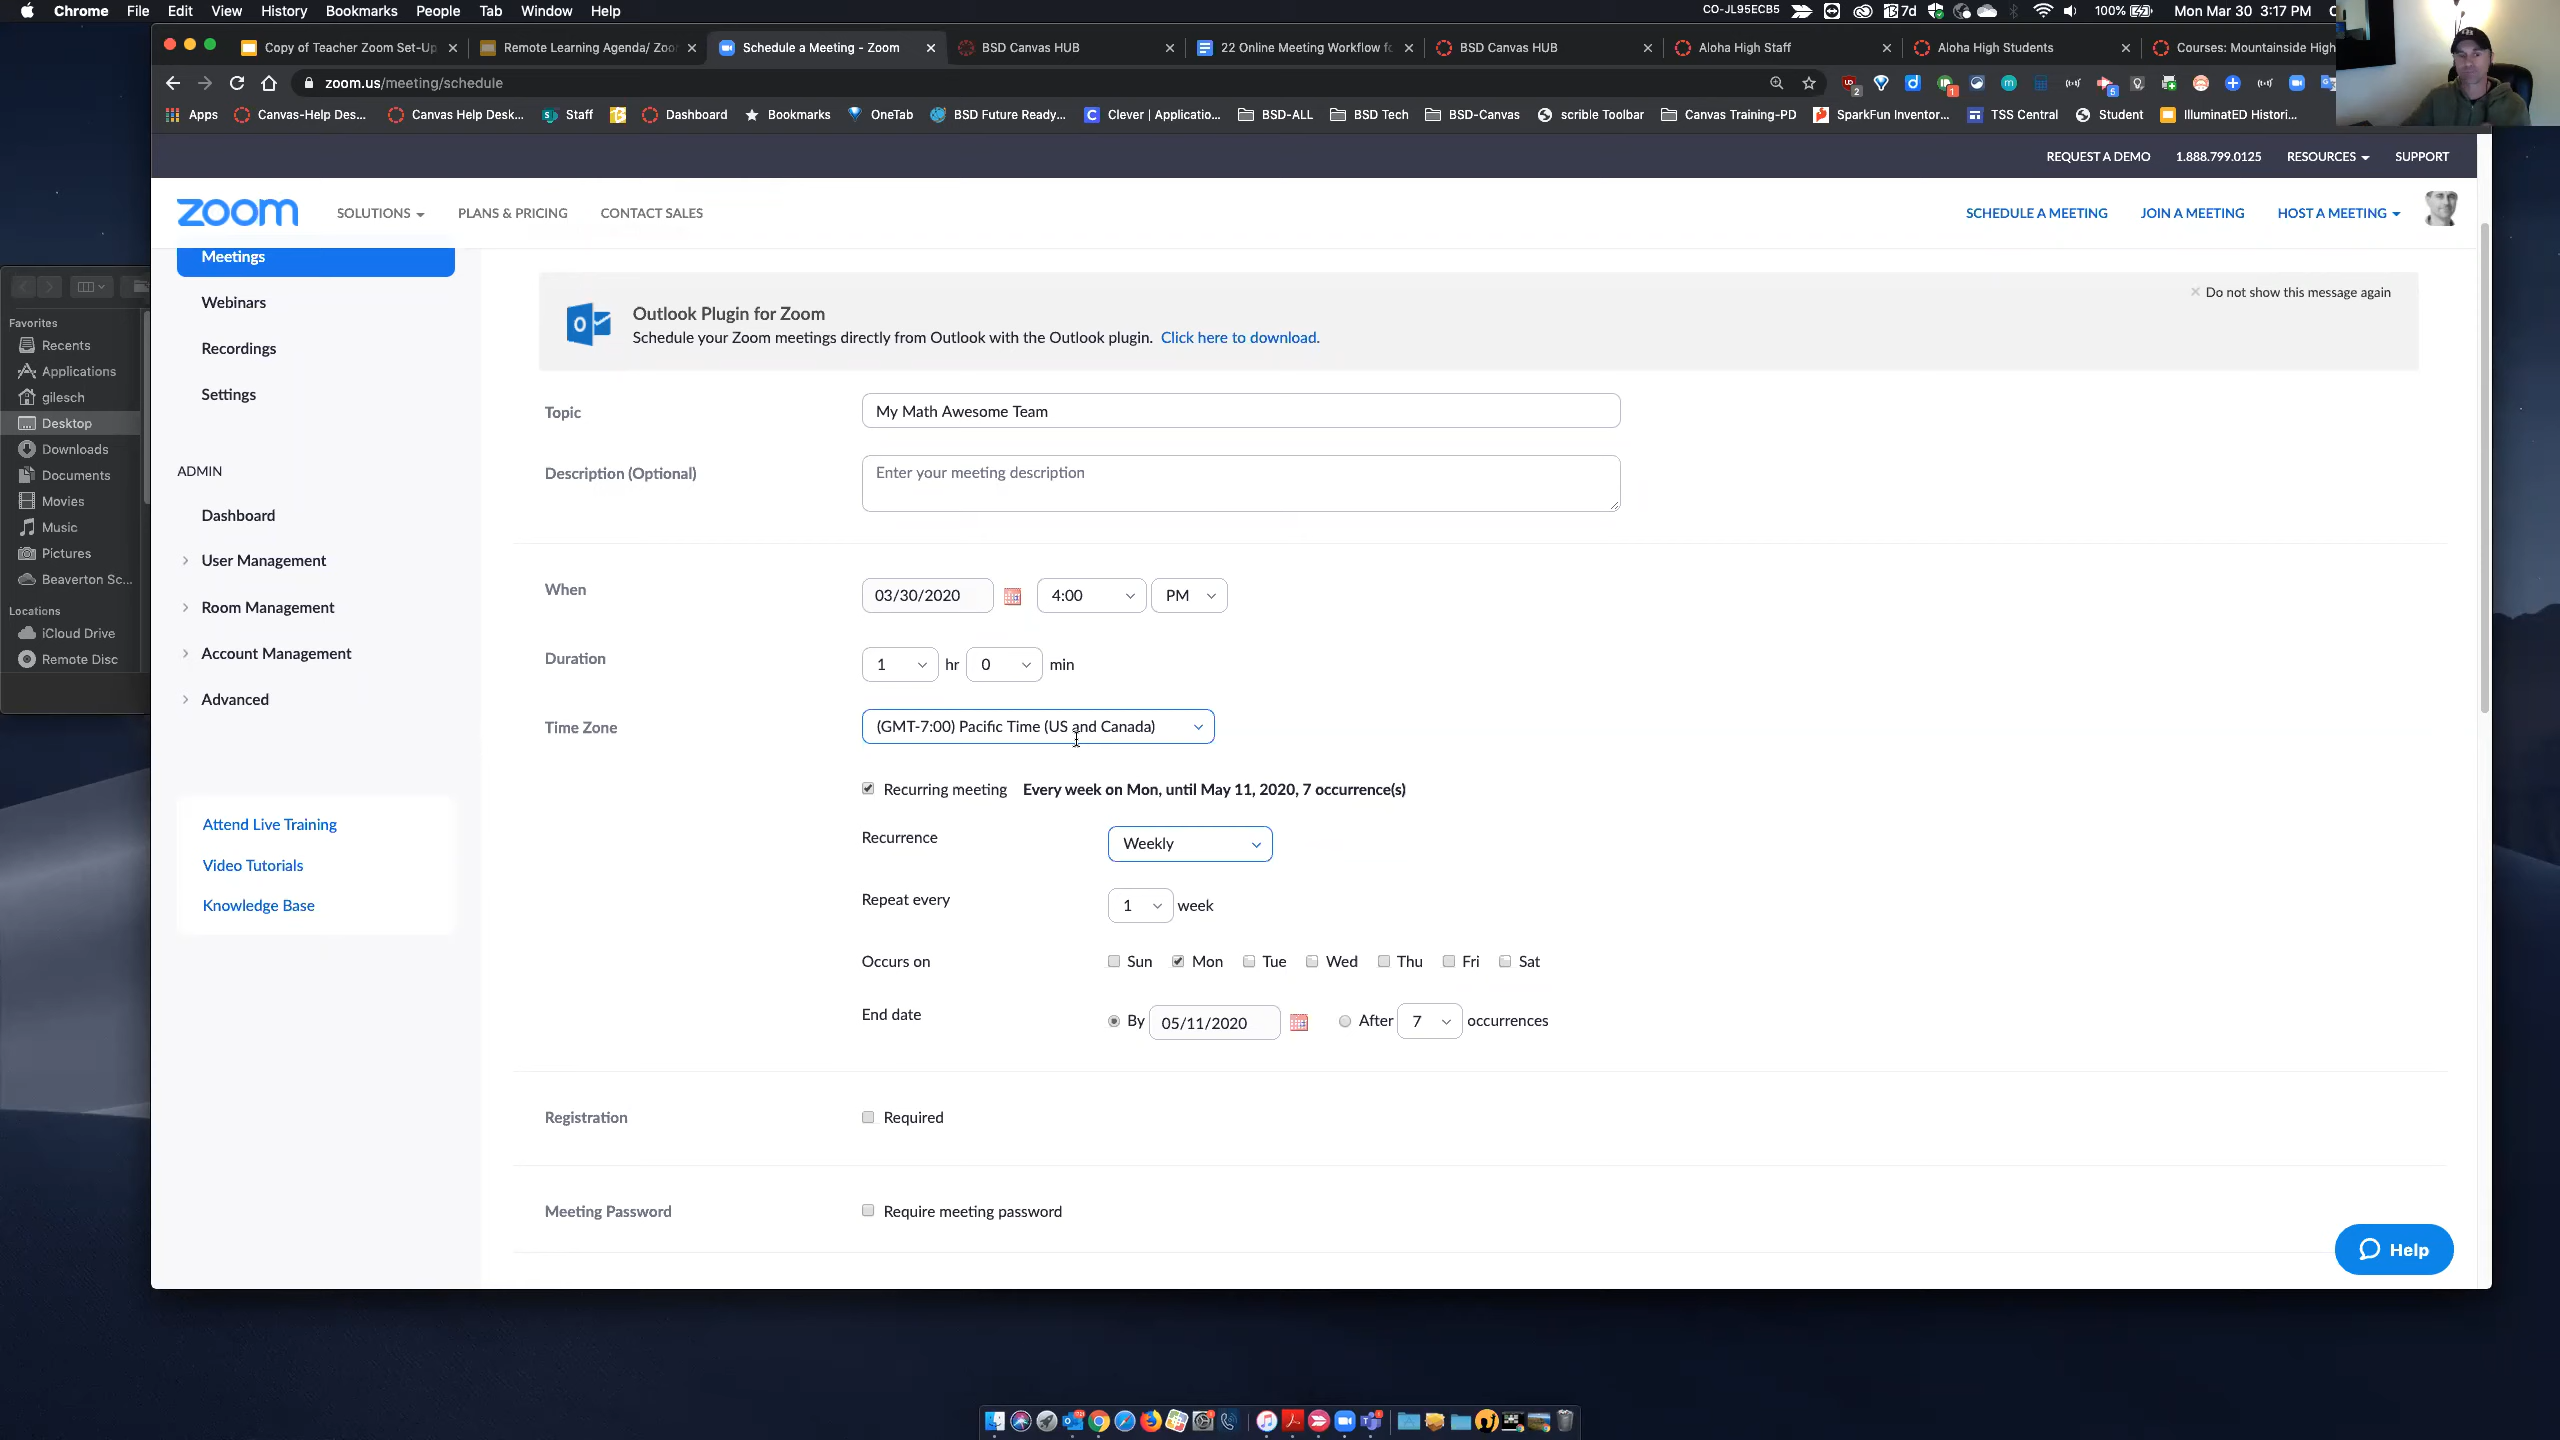 Chrome File Edit View History Bookmarks People Tab Window Help CO-JL95ECB5 7d 100% Mon Mar 30 3:17 PM
Copy of Teacher Zoom Set-Up Remote Learning Agenda/ Zoo Schedule a Meeting - Zoom BSD Canvas HUB 22 Online Meeting Workflow fo BSD Canvas HUB Aloha High Staff Aloha High Students Courses: Mountainside High
zoom.us/meeting/schedule
Apps Canvas-Help Des... Canvas Help Desk... Staff Dashboard Bookmarks OneTab BSD Future Ready... Clever | Applicatio... BSD-ALL BSD Tech BSD-Canvas scrible Toolbar Canvas Training-PD SparkFun Inventor... TSS Central Student IlluminatED Histori...
REQUEST A DEMO 1.888.799.0125 RESOURCES SUPPORT
zoom SOLUTIONS PLANS & PRICING CONTACT SALES SCHEDULE A MEETING JOIN A MEETING HOST A MEETING
Favorites
Recents
Applications
gilesch
Desktop
Downloads
Documents
Movies
Music
Pictures
Beaverton Sc...
Locations
iCloud Drive
Remote Disc
Meetings
Webinars
Recordings
Settings
ADMIN
Dashboard
User Management
Room Management
Account Management
Advanced
Attend Live Training
Video Tutorials
Knowledge Base
Do not show this message again
Outlook Plugin for Zoom
Schedule your Zoom meetings directly from Outlook with the Outlook plugin. Click here to download.
Topic My Math Awesome Team
Description (Optional) Enter your meeting description
When 03/30/2020 4:00 PM
Duration 1 hr 0 min
Time Zone (GMT-7:00) Pacific Time (US and Canada)
Recurring meeting Every week on Mon, until May 11, 2020, 7 occurrence(s)
Recurrence Weekly
Repeat every 1 week
Occurs on Sun Mon Tue Wed Thu Fri Sat
End date By 05/11/2020 After 7 occurrences
Registration Required
Meeting Password Require meeting password
Help